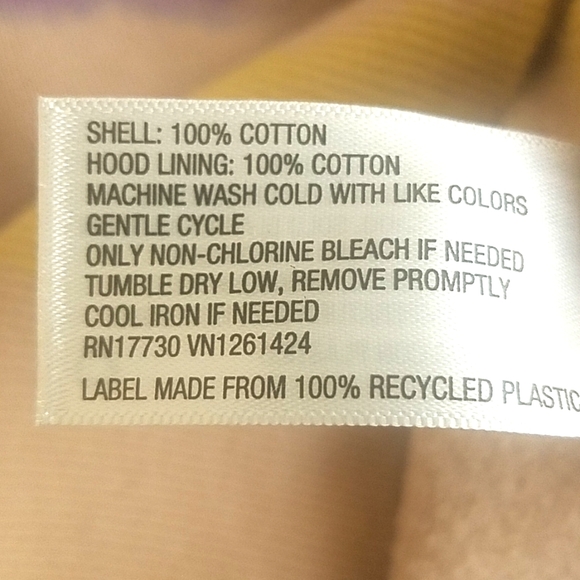 SHELL: 100% COTTON
HOOD LINING: 100% COTTON
MACHINE WASH COLD WITH LIKE COLORS
GENTLE CYCLE
ONLY NON-CHLORINE BLEACH IF NEEDED
TUMBLE DRY LOW, REMOVE PROMPTLY
COOL IRON IF NEEDED
RN17730 VN1261424
LABEL MADE FROM 100% RECYCLED PLASTIC